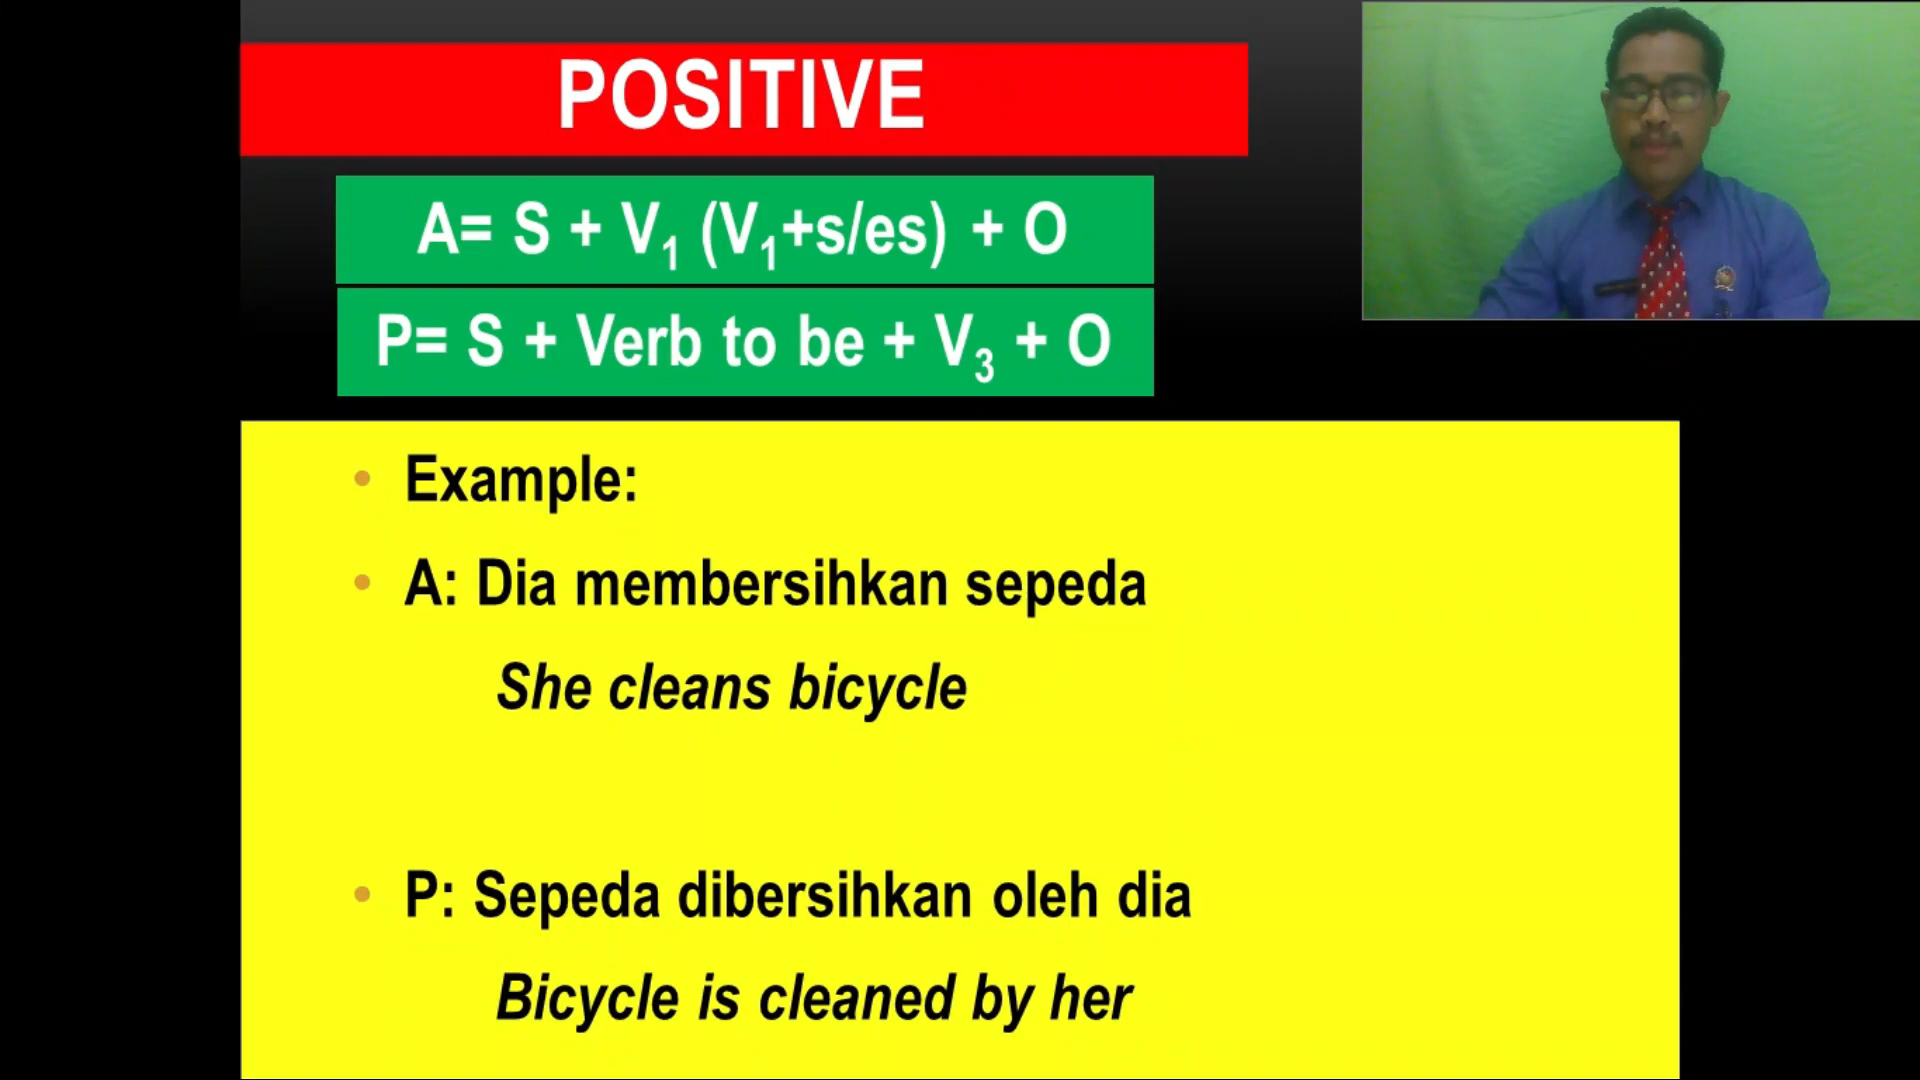 POSITIVE
A= S + V₁ (V₁+s/es) + O
P= S + Verb to be + V₃ + O
• Example:
• A: Dia membersihkan sepeda
She cleans bicycle
• P: Sepeda dibersihkan oleh dia
Bicycle is cleaned by her